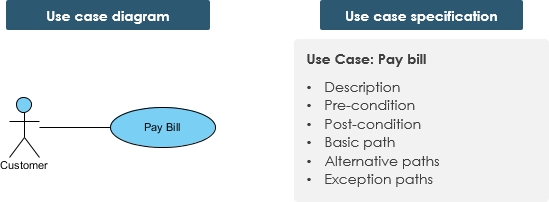 Use case diagram
Pay Bill
Customer
Use case specification
Use Case: Pay bill
• Description
• Pre-condition
• Post-condition
• Basic path
• Alternative paths
• Exception paths